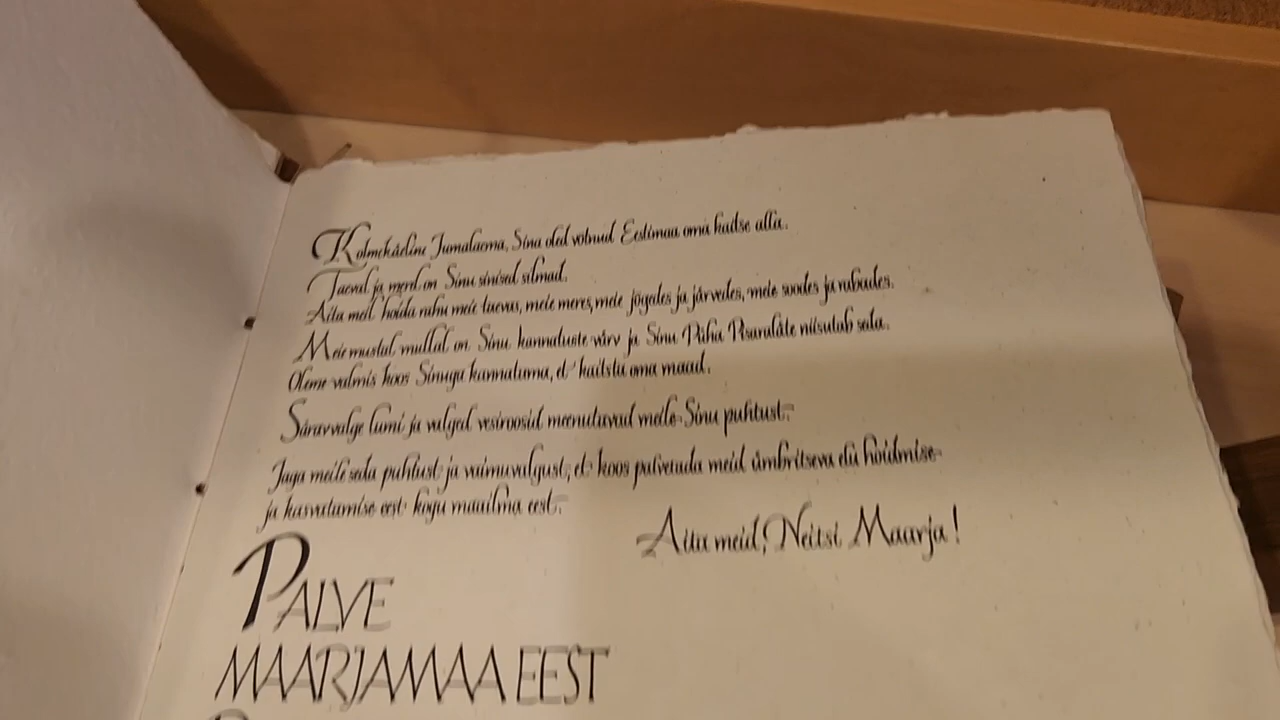 Kolmekäeline Jumalaema, Sina oled võtnud Eestimaa oma kaitse alla.
Taeval ja merel on Sinu sinised silmad.
Aita meil hoida rahu meie taevas, meie meres, meie jõgedes ja järvedes, meie soodes ja rabades.
Meie mustal mullal on Sinu kannatuste värv ja Sinu Püha Pisaralate niisutab seda.
Oleme valmis koos Sinuga kannatama, et kaitsta oma maad.
Säravvalge lumi ja valged vesiroosid meenutavad meile Sinu puhtust.
Jaga meile seda puhtust ja vaimuvalgust, et koos palvetada meid ümbritseva elu hoidmise
ja kasvatamise eest kogu maailma eest.
Aita meid, Neitsi Maarja!
PALVE
MAARJAMAA EEST